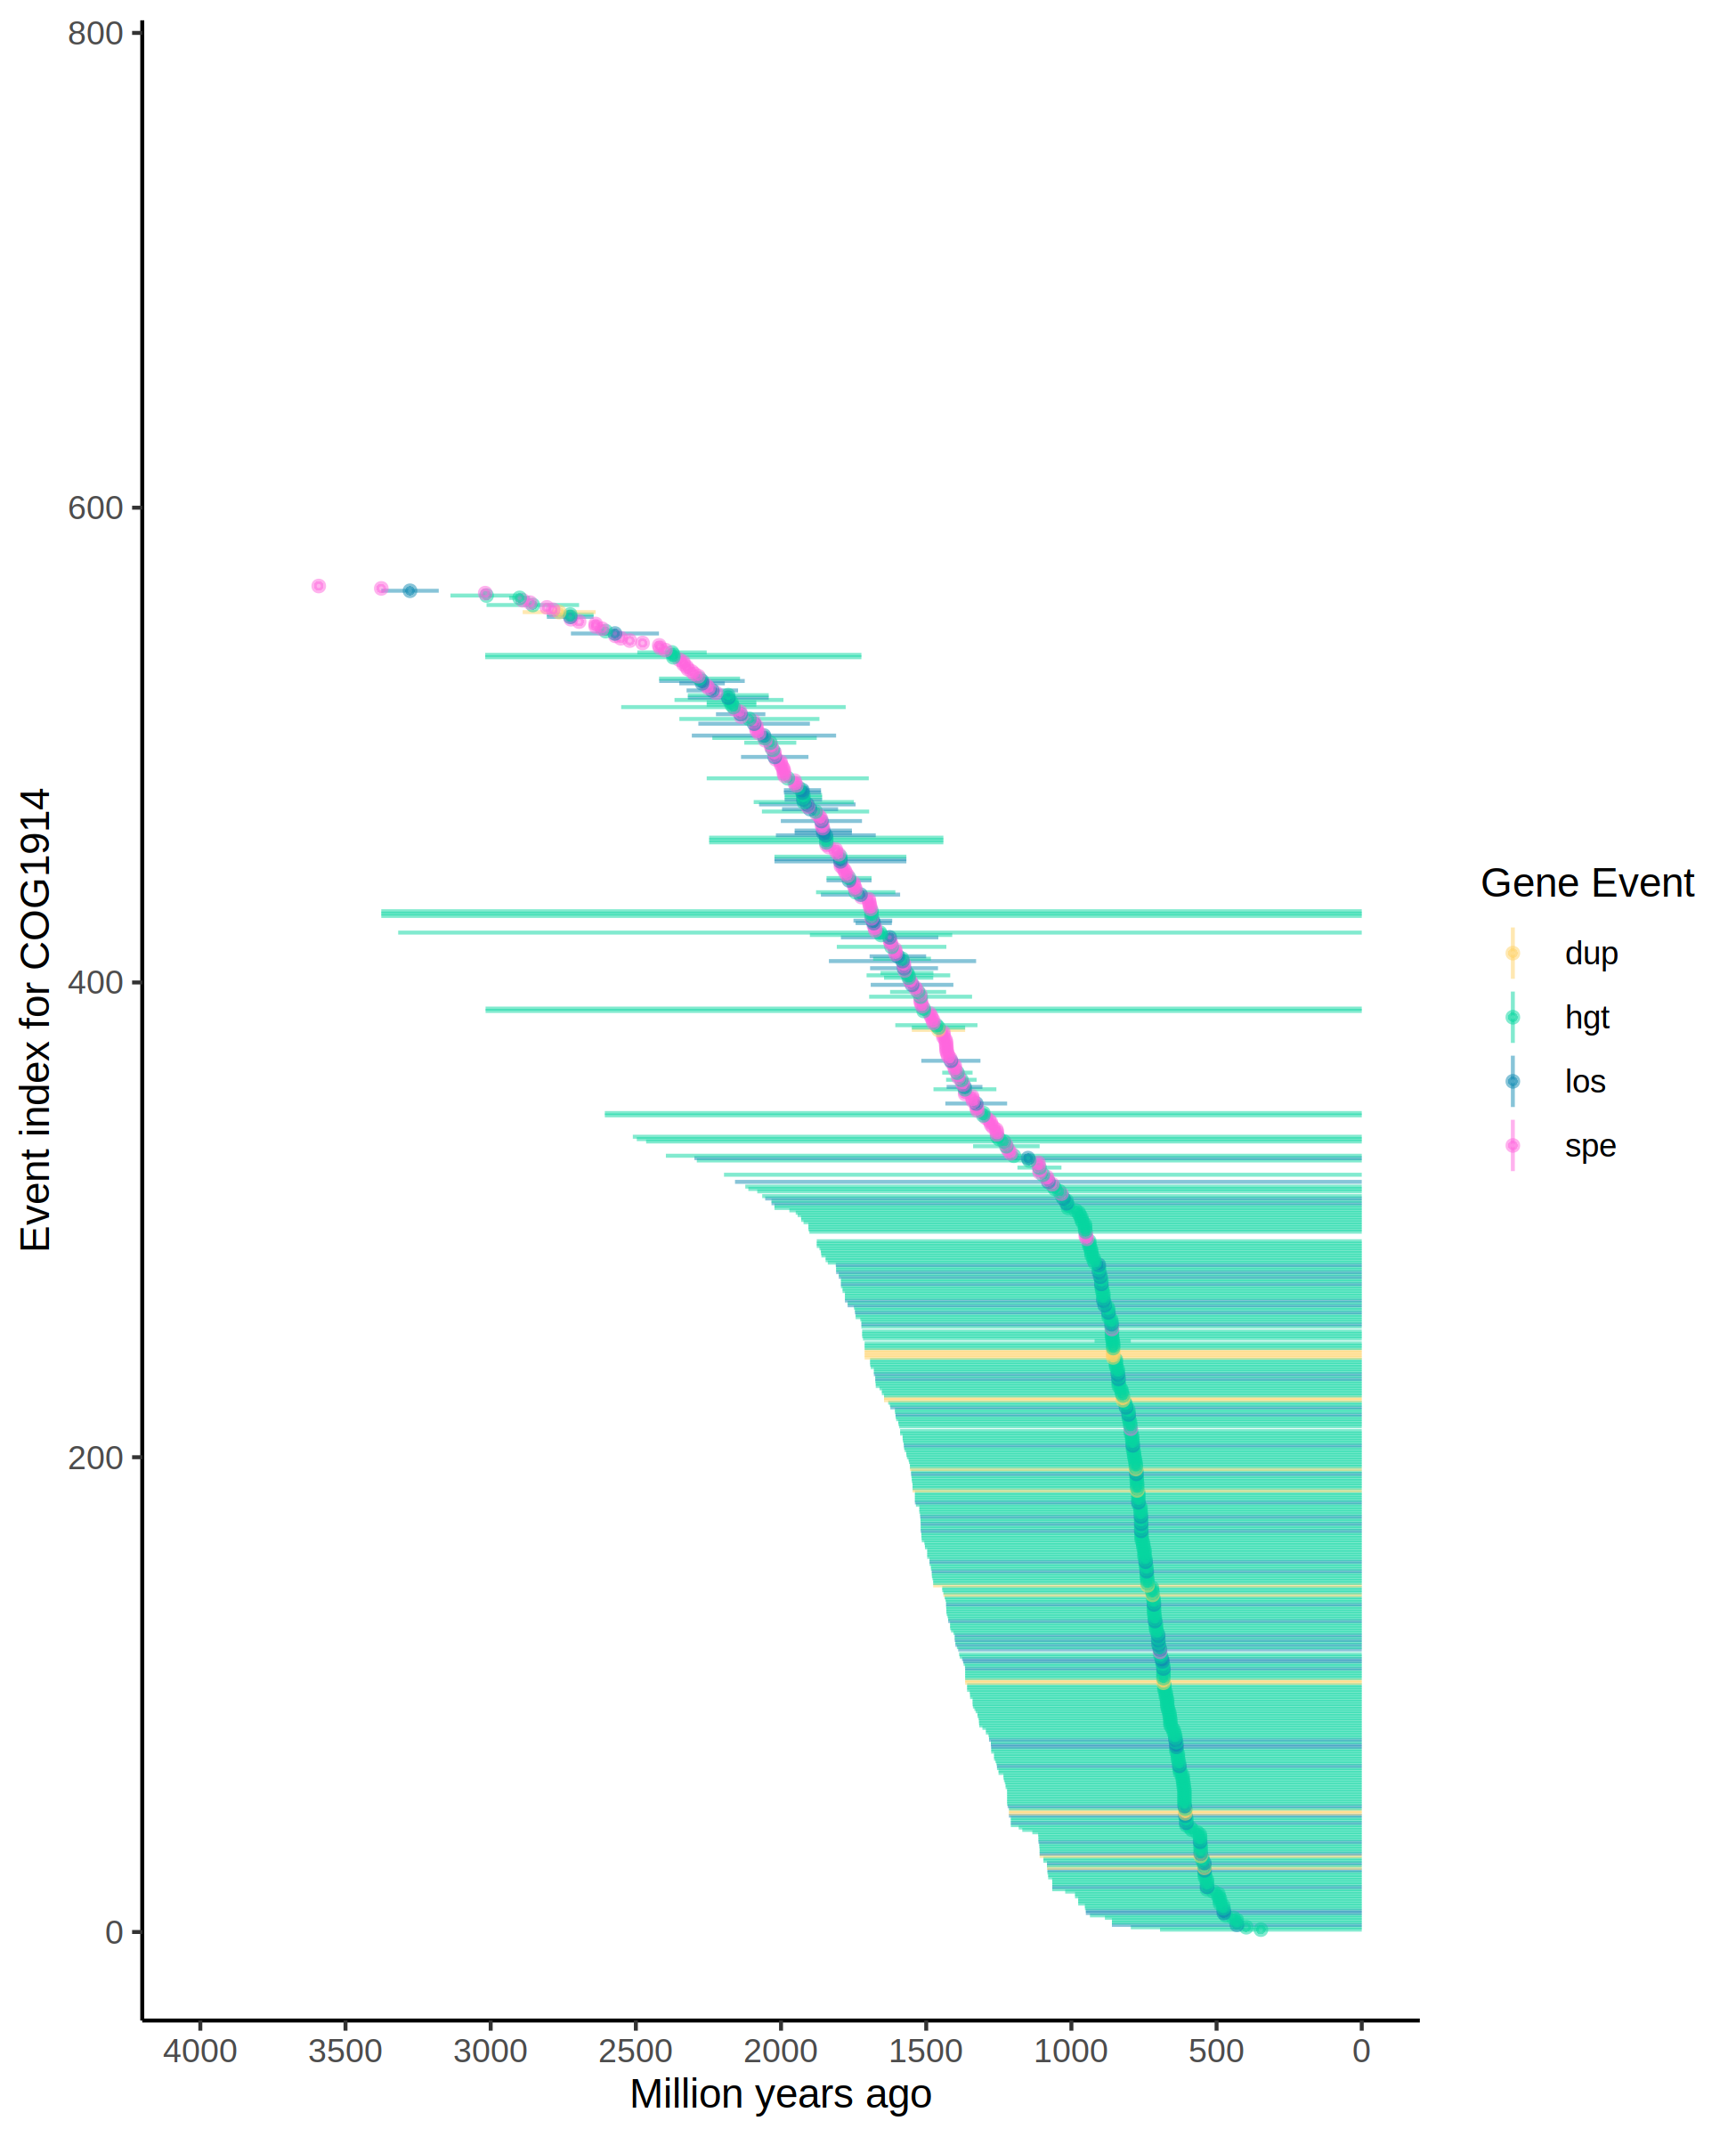 800
600
400
200
0
Event index for COG1914
4000 3500 3000 2500 2000 1500 1000 500 0
Million years ago
Gene Event
dup
hgt
los
spe